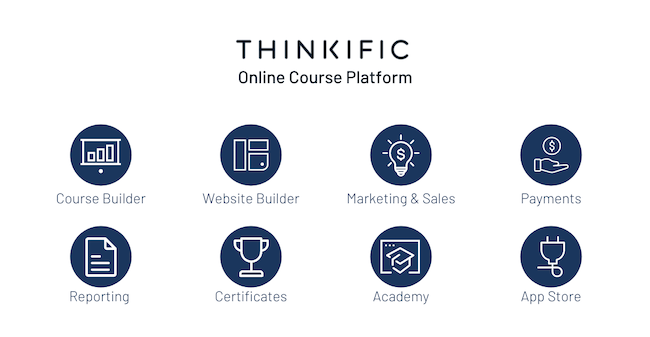 THINKIFIC
Online Course Platform
Course Builder
Website Builder
Marketing & Sales
Payments
Reporting
Certificates
Academy
App Store